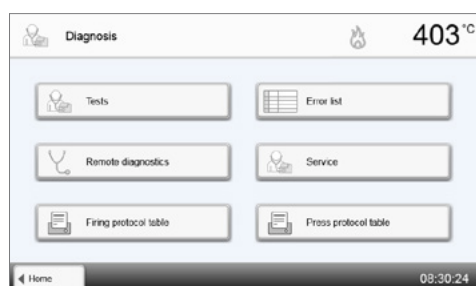 Diagnosis
403°C
Tests
Error list
Remote diagnostics
Service
Firing protocol table
Press protocol table
Home
08:30:24